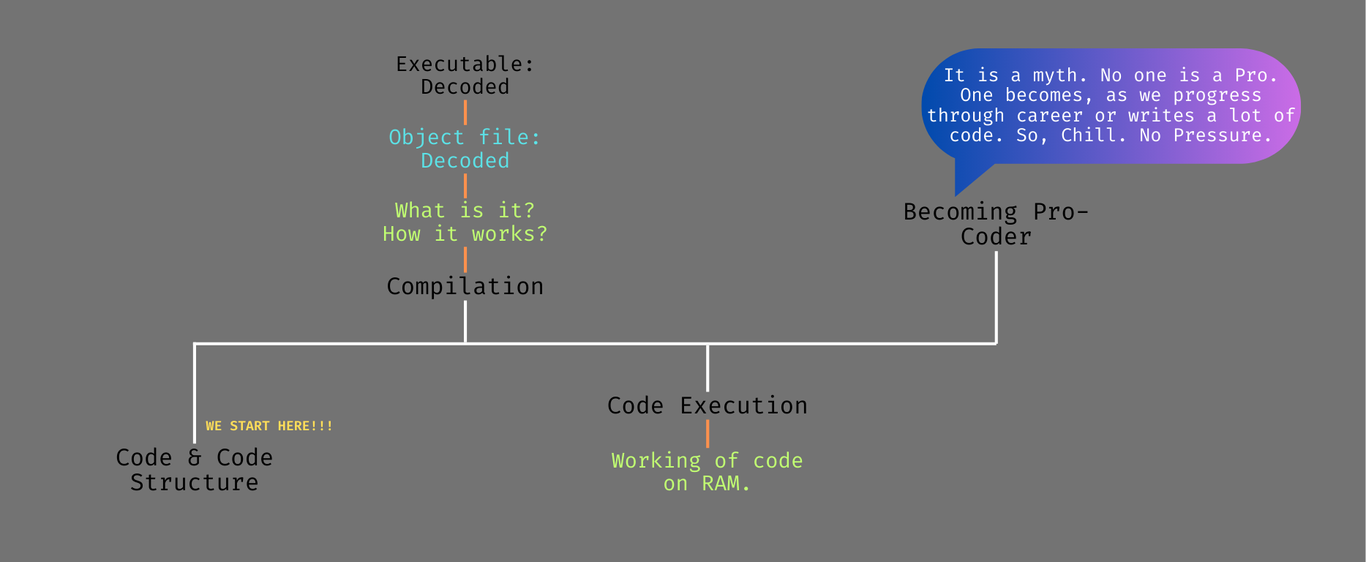 Executable:
Decoded
Object file:
Decoded
What is it?
How it works?
Compilation
It is a myth. No one is a Pro.
One becomes, as we progress
through career or writes a lot of
code. So, Chill. No Pressure.
Becoming Pro-
Coder
WE START HERE!!!
Code & Code
Structure
Code Execution
Working of code
on RAM.